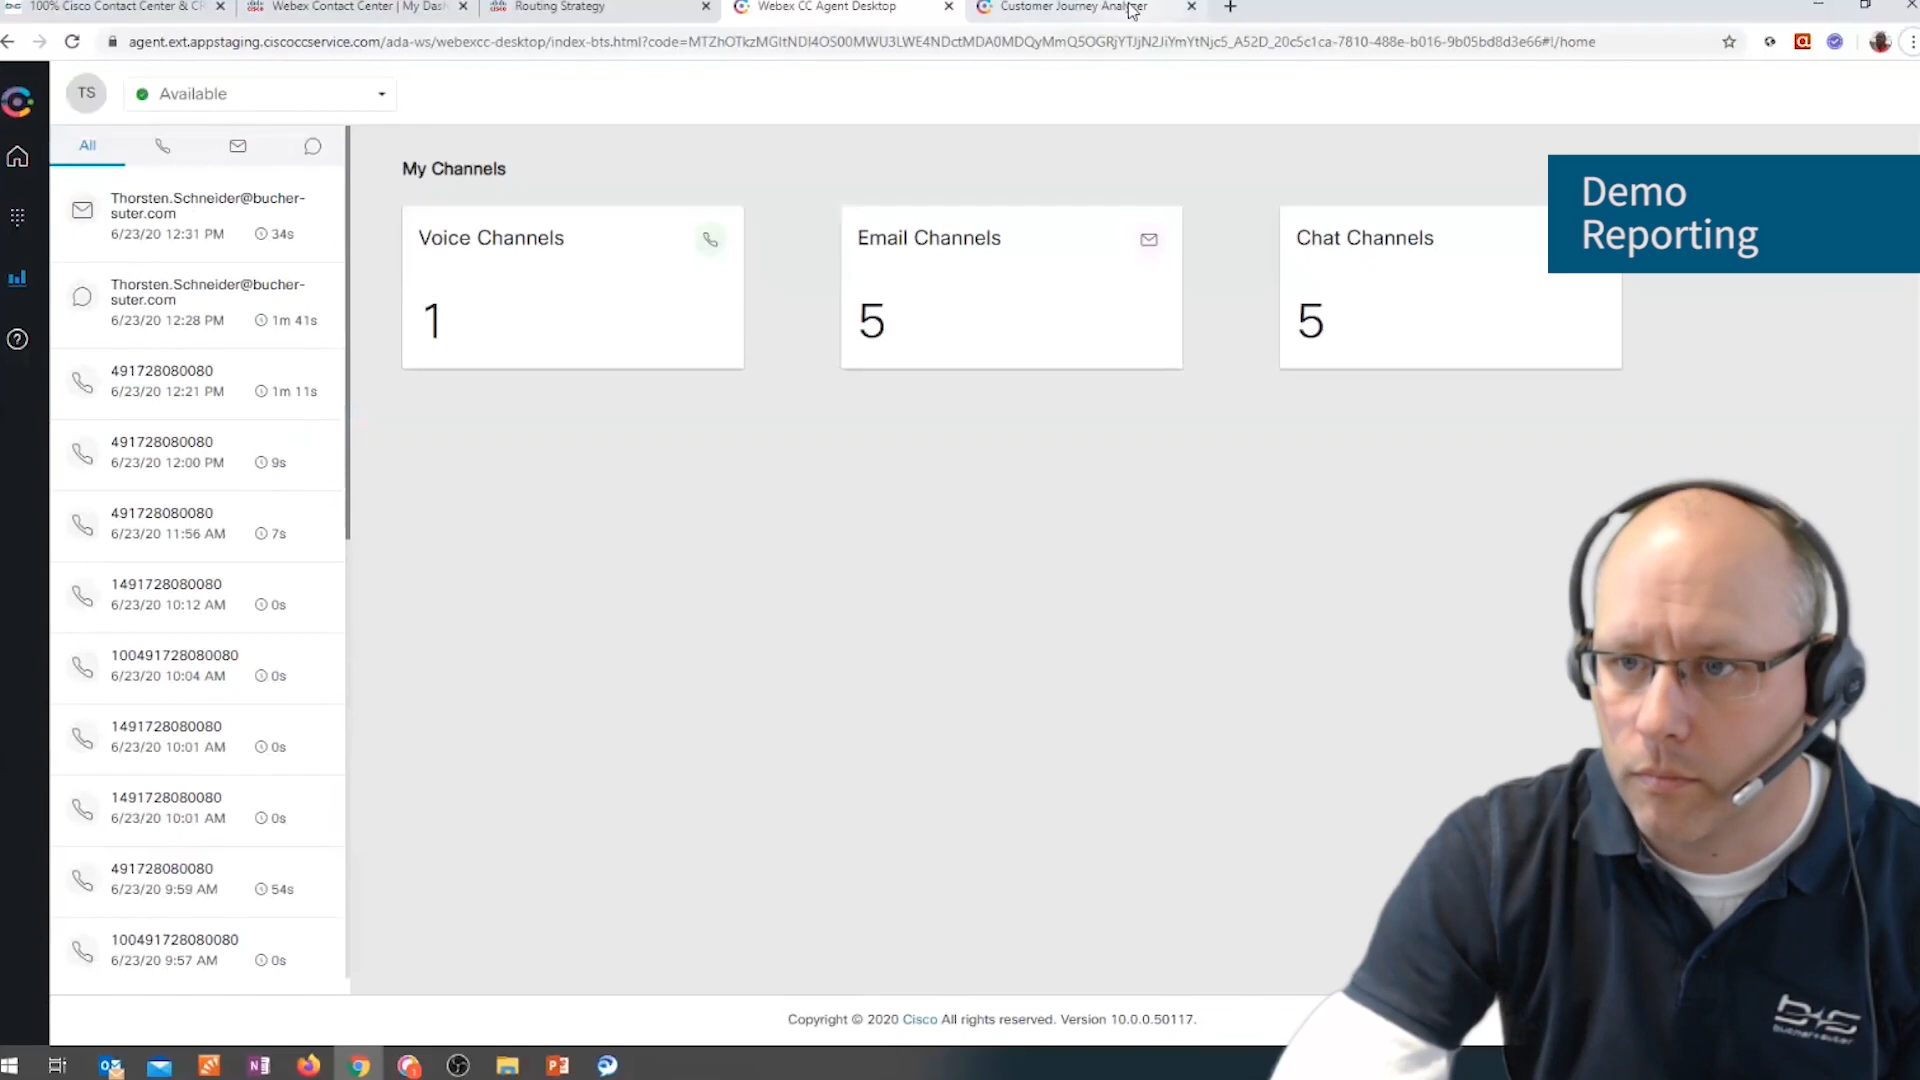 100% Cisco Contact Center & CR
Webex Contact Center | My Dash
Routing Strategy
Webex CC Agent Desktop
Customer Journey Analyzer
agent.ext.appstaging.ciscoccservice.com/ada-ws/webexcc-desktop/index-bts.html?code=MTZhOTkzMGItNDI4OS00MWU3LWE4NDctMDA0MDQyMmQ5OGRjYTJjN2JiYmYtNjc5_A52D_20c5c1ca-7810-488e-b016-9b05bd8d3e66#!/home
TS
Available
All
Thorsten.Schneider@bucher-
suter.com
6/23/20 12:31 PM 34s
Thorsten.Schneider@bucher-
suter.com
6/23/20 12:28 PM 1m 41s
491728080080
6/23/20 12:21 PM 1m 11s
491728080080
6/23/20 12:00 PM 9s
491728080080
6/23/20 11:56 AM 7s
1491728080080
6/23/20 10:12 AM 0s
100491728080080
6/23/20 10:04 AM 0s
1491728080080
6/23/20 10:01 AM 0s
1491728080080
6/23/20 10:01 AM 0s
491728080080
6/23/20 9:59 AM 54s
100491728080080
6/23/20 9:57 AM 0s
My Channels
Voice Channels
1
Email Channels
5
Chat Channels
5
Demo
Reporting
Copyright © 2020 Cisco All rights reserved. Version 10.0.0.50117.
b+s
bucher+suter